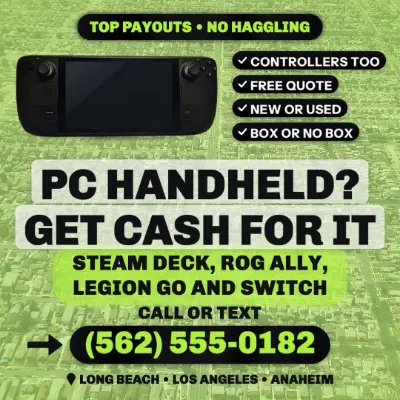 TOP PAYOUTS • NO HAGGLING
✓ CONTROLLERS TOO
✓ FREE QUOTE
✓ NEW OR USED
✓ BOX OR NO BOX
PC HANDHELD?
GET CASH FOR IT
STEAM DECK, ROG ALLY,
LEGION GO AND SWITCH
CALL OR TEXT
→ (562) 555-0182
LONG BEACH • LOS ANGELES • ANAHEIM